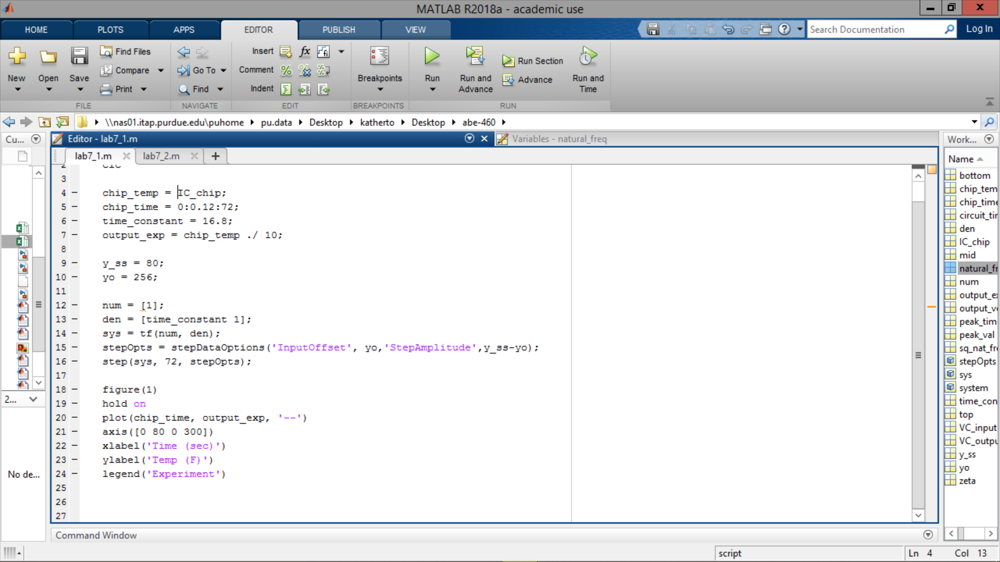 MATLAB R2018a - academic use
HOME PLOTS APPS EDITOR PUBLISH VIEW Search Documentation Log In
New Open Save Find Files Compare Print
FILE
Go To Find
NAVIGATE
Insert Comment Indent
EDIT
Breakpoints
BREAKPOINTS
Run Run and Advance Run Section Advance Run and Time
RUN
\\nas01.itap.purdue.edu\puhome pu.data Desktop katherto Desktop abe-460
Cu... Editor - lab7_1.m Variables - natural_freq Work...
lab7_1.m lab7_2.m +
2 clc
3
4 chip_temp = IC_chip;
5 chip_time = 0:0.12:72;
6 time_constant = 16.8;
7 output_exp = chip_temp ./ 10;
8
9 y_ss = 80;
10 yo = 256;
11
12 num = [1];
13 den = [time_constant 1];
14 sys = tf(num, den);
15 stepOpts = stepDataOptions('InputOffset', yo,'StepAmplitude',y_ss-yo);
16 step(sys, 72, stepOpts);
17
18 figure(1)
19 hold on
20 plot(chip_time, output_exp, '--')
21 axis([0 80 0 300])
22 xlabel('Time (sec)')
23 ylabel('Temp (F)')
24 legend('Experiment')
25
26
27
2...
No de...
Name
bottom
chip_tem
chip_time
circuit_tir
den
IC_chip
mid
natural_fr
num
output_ex
output_vo
peak_tim
peak_val
sq_nat_fre
stepOpts
sys
system
time_con
top
VC_input
VC_outpu
y_ss
yo
zeta
Command Window
script Ln 4 Col 13